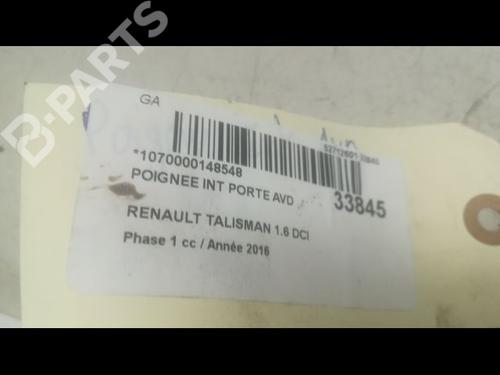 B-PARTS
GA
*1070000148548
POIGNEE INT PORTE AVD
33845
RENAULT TALISMAN 1.6 DCI
Phase 1 cc / Année 2016